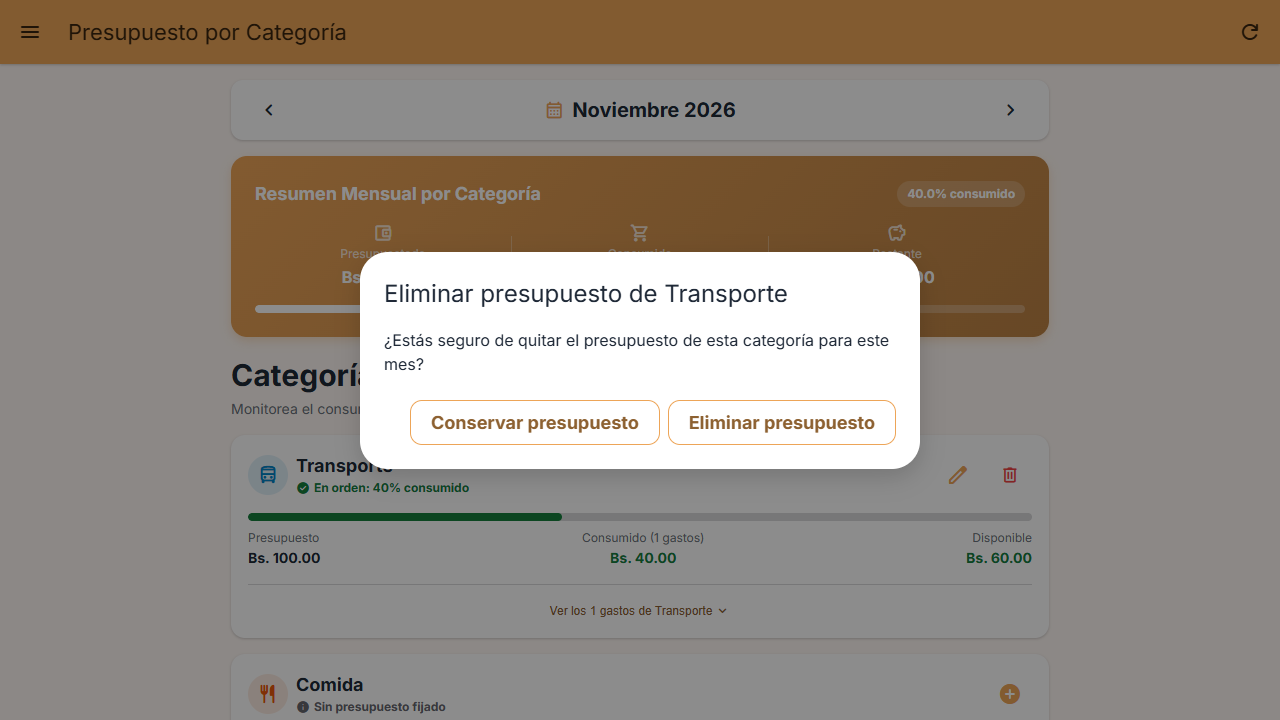 Presupuesto por Categoría
Noviembre 2026
Resumen Mensual por Categoría
40.0% consumido
Bs
00
Eliminar presupuesto de Transporte
¿Estás seguro de quitar el presupuesto de esta categoría para este
mes?
Conservar presupuesto
Eliminar presupuesto
Monitorea el
Transporte
En orden: 40% consumido
Presupuesto
Consumido (1 gastos)
Disponible
Bs. 100.00
Bs. 40.00
Bs. 60.00
Ver los 1 gastos de Transporte
Comida
Sin presupuesto fijado